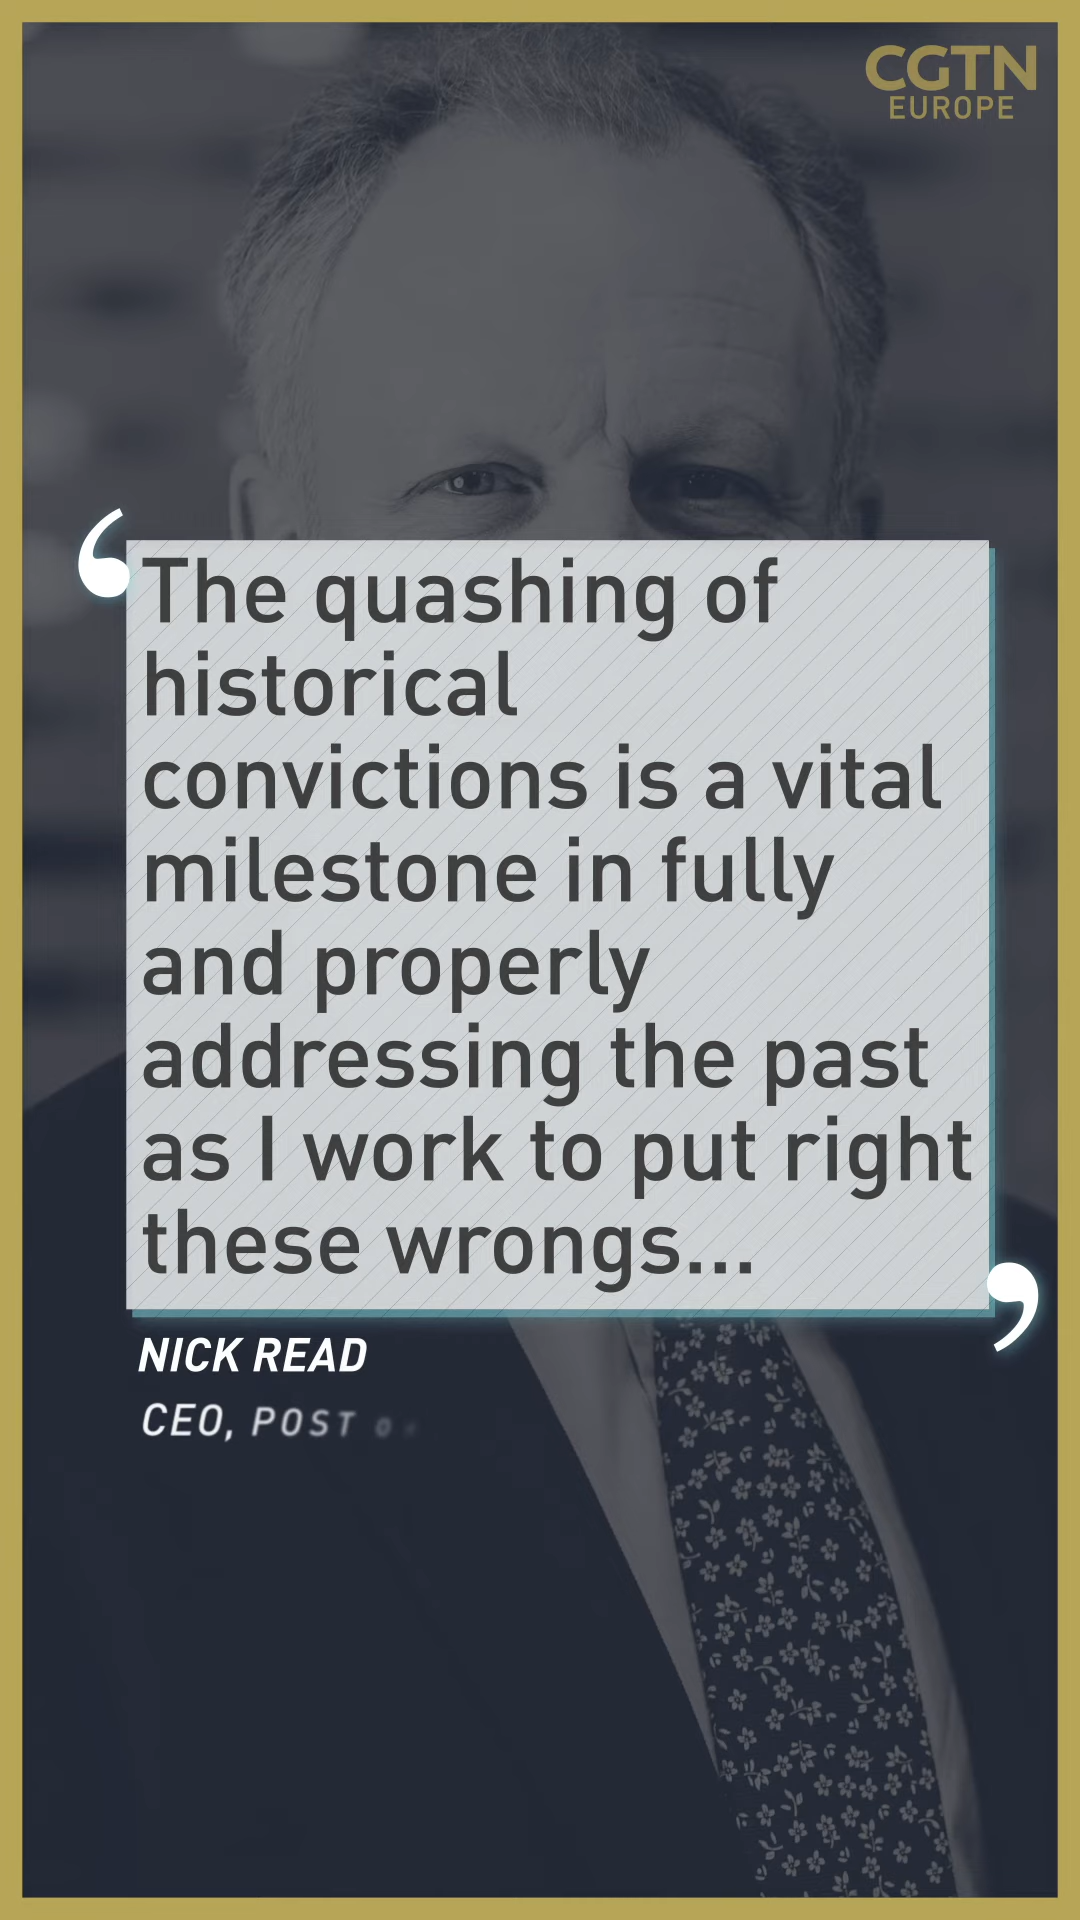 CGTN
EUROPE
‘The quashing of
historical
convictions is a vital
milestone in fully
and properly
addressing the past
as I work to put right
these wrongs...’
NICK READ
CEO, POST